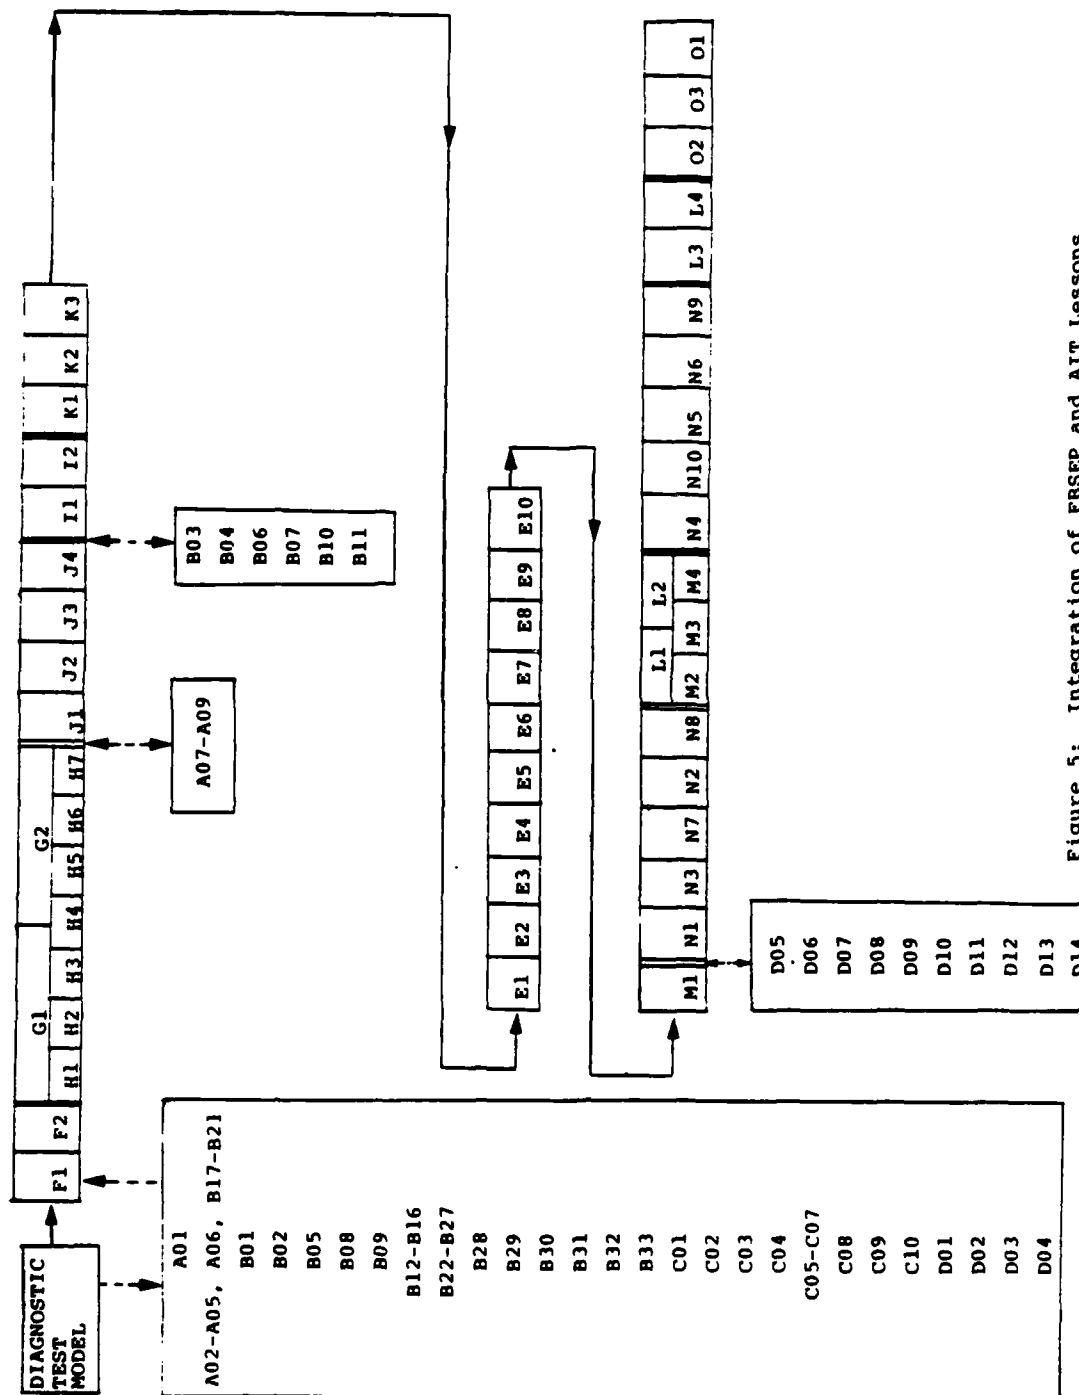 DIAGNOSTIC
TEST
MODEL
F1 F2
G1 G2
H1 H2 H3 H4 H5 H6 H7
J1 J2 J3 J4 I1 I2 K1 K2 K3
A07-A09
B03
B04
B06
B07
B10
B11
A01
A02-A05, A06, B17-B21
B01
B02
B05
B08
B09
B12-B16
B22-B27
B28
B29
B30
B31
B32
B33
C01
C02
C03
C04
C05-C07
C08
C09
C10
D01
D02
D03
D04
E1 E2 E3 E4 E5 E6 E7 E8 E9 E10
M1 N1 N3 N7 N2 N8
L1 L2
M2 M3 M4
N4 N10 N5 N6 N9 L3 L4 O2 O3 O1
D05
D06
D07
D08
D09
D10
D11
D12
D13
D14
Figure 5: Integration of FBSEP and AIT Lessons